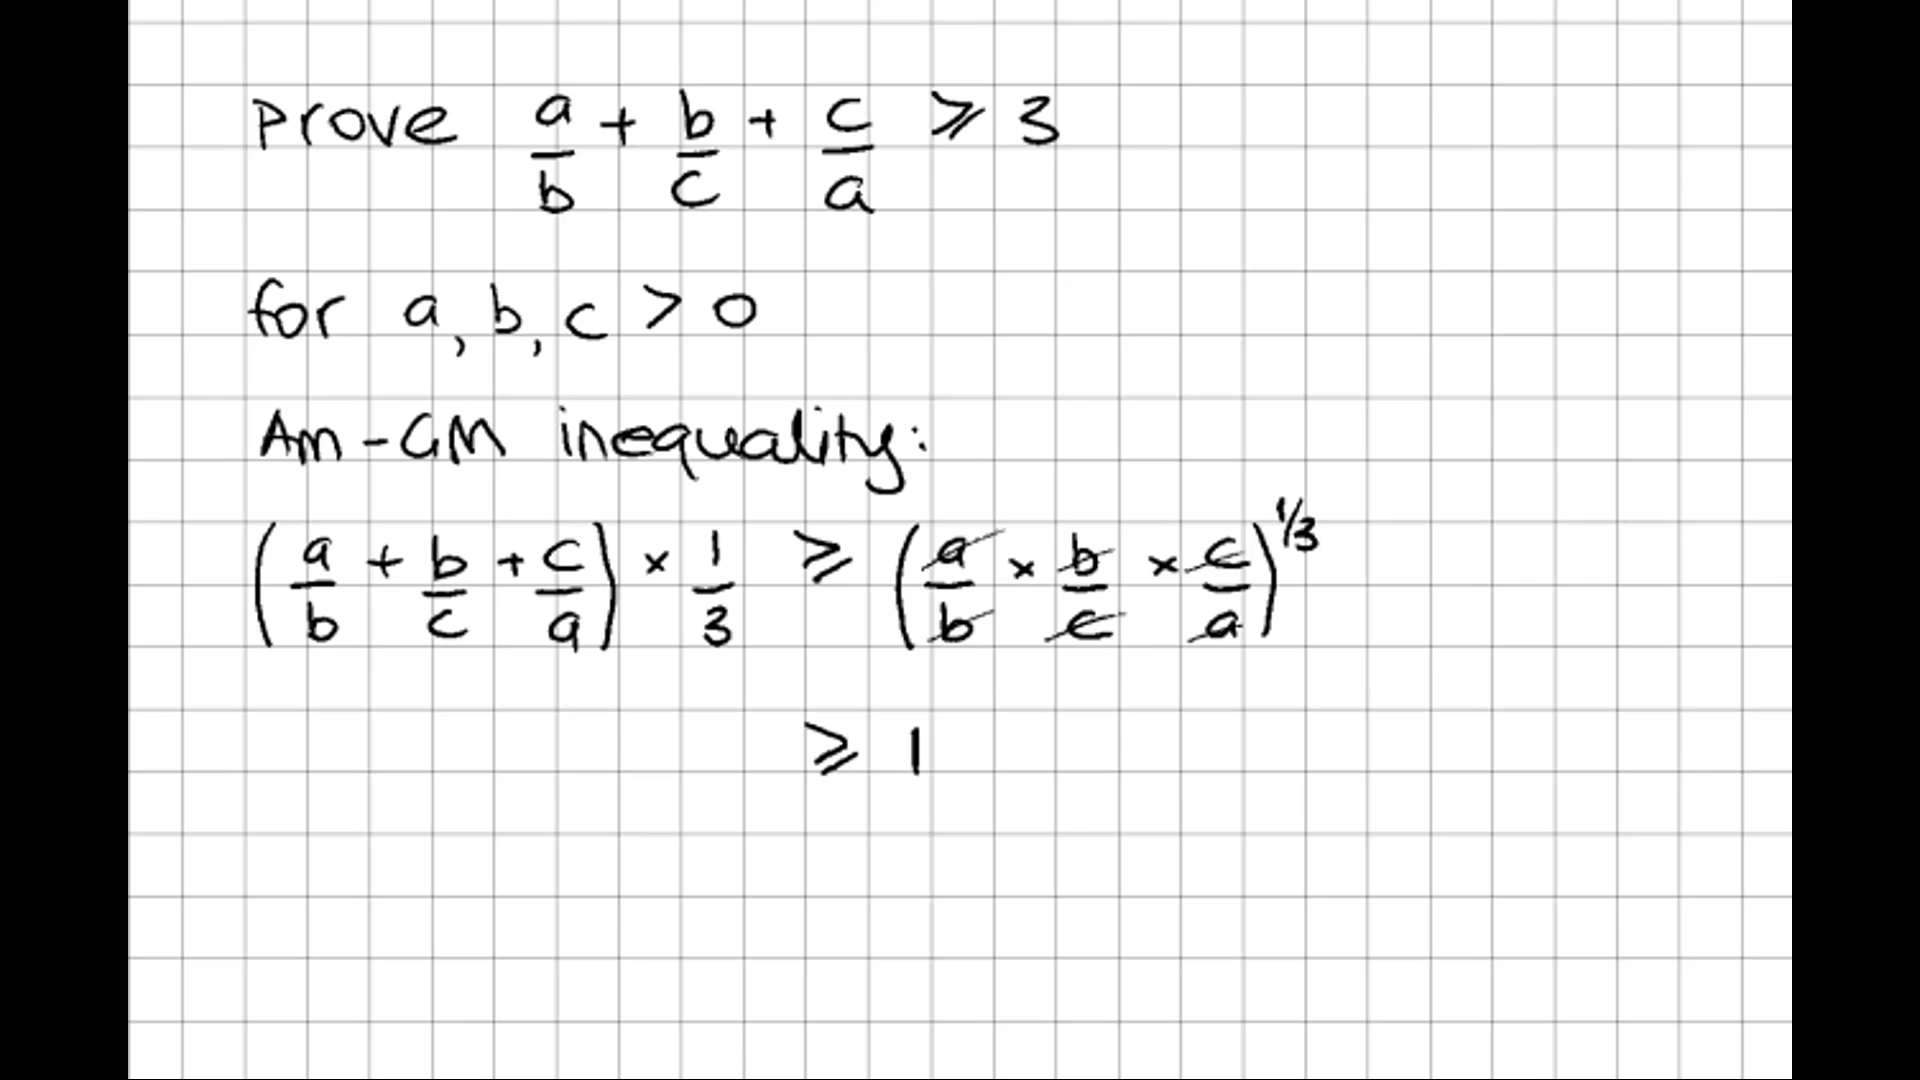 Prove a/b + b/c + c/a ⩾ 3
for a, b, c > 0
Am-GM inequality:
(a/b + b/c + c/a) × 1/3 ⩾ (a/b × b/c × c/a)^1/3
⩾ 1